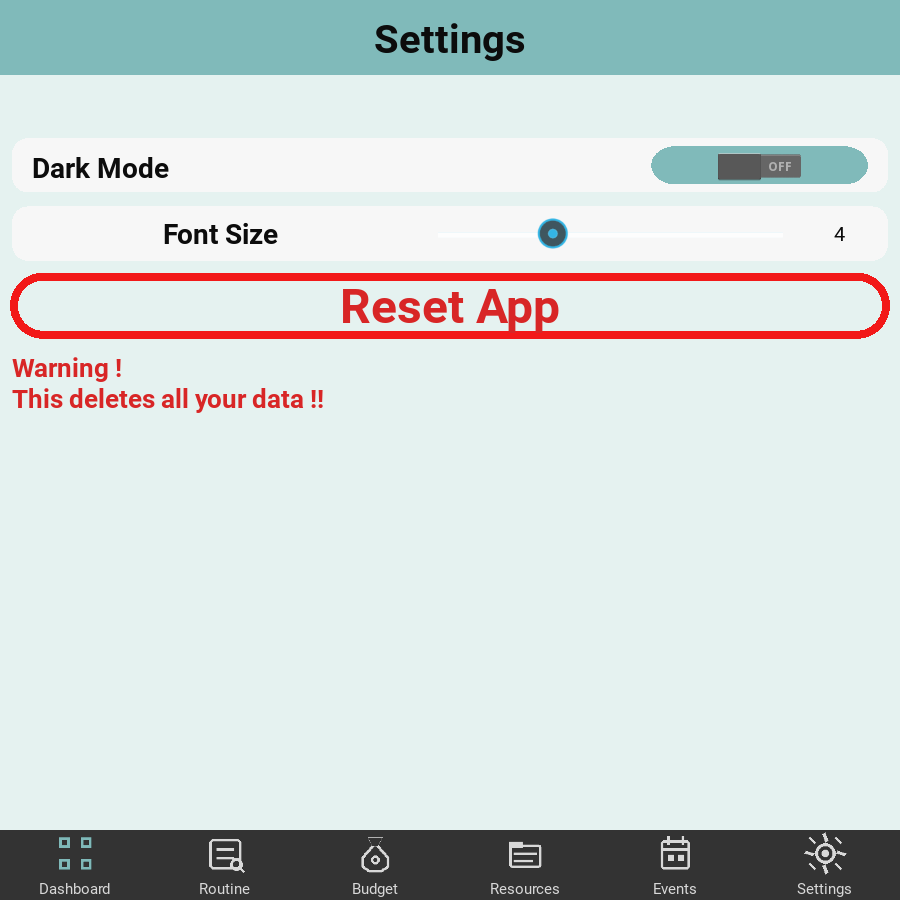 Settings
Dark Mode
OFF
Font Size
4
Reset App
Warning !
This deletes all your data !!
Dashboard
Routine
Budget
Resources
Events
Settings